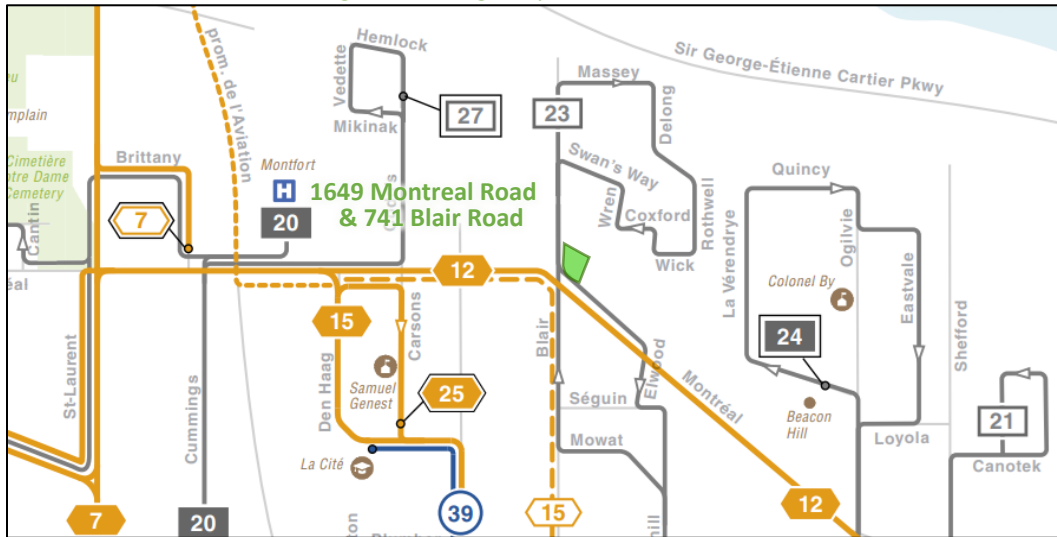 Hemlock
Vedette
Mikinak
27
prom. de l'Aviation
Sir George-Étienne Cartier Pkwy
Massey
23
Delong
Swan's Way
Wren
Coxford
Rothwell
Wick
Brittany
Montfort
H
20
1649 Montreal Road
& 741 Blair Road
7
Cimetière
Notre Dame
Cemetery
Cantin
12
15
Carsons
Den Haag
Samuel
Genest
25
La Cité
39
St-Laurent
Cummings
7
20
Blair
Elwood
Séguin
Mowat
Montréal
15
12
Quincy
La Vérendrye
Ogilvie
Colonel By
24
Eastvale
Beacon
Hill
Loyola
Shefford
21
Canotek